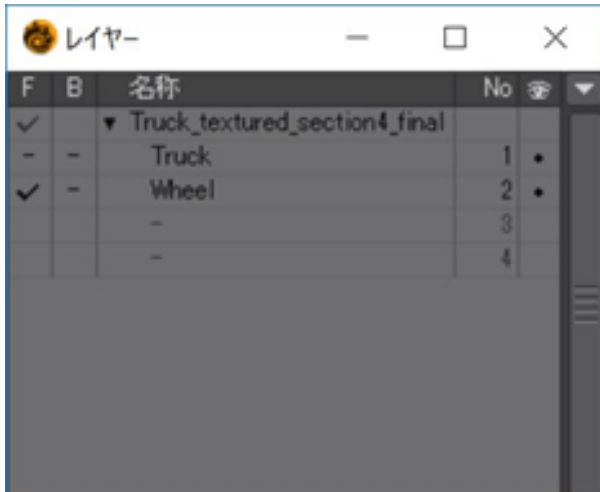 レイヤー
F B 名称 No
Truck_textured_section4_final
Truck 1
Wheel 2
- 3
- 4